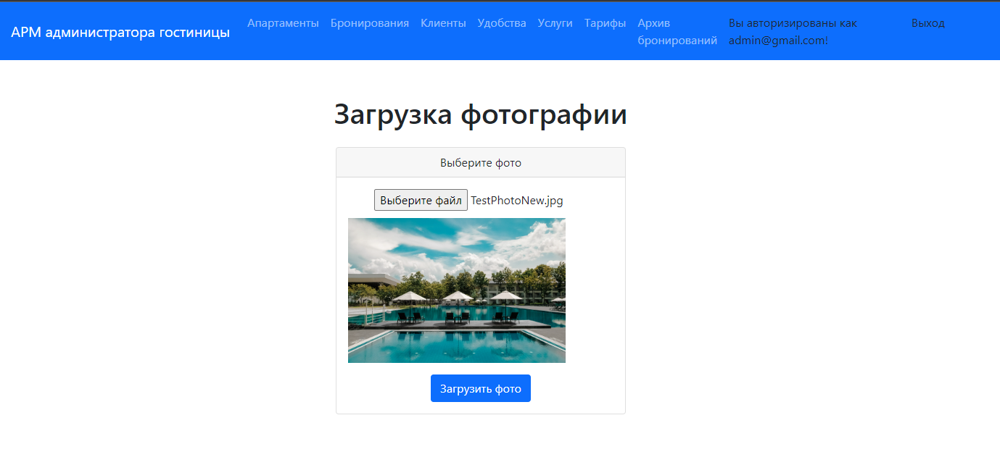 АРМ администратора гостиницы
Апартаменты Бронирования Клиенты Удобства Услуги Тарифы Архив бронирований
Вы авторизированы как admin@gmail.com!
Выход
Загрузка фотографии
Выберите фото
Выберите файл TestPhotoNew.jpg
Загрузить фото